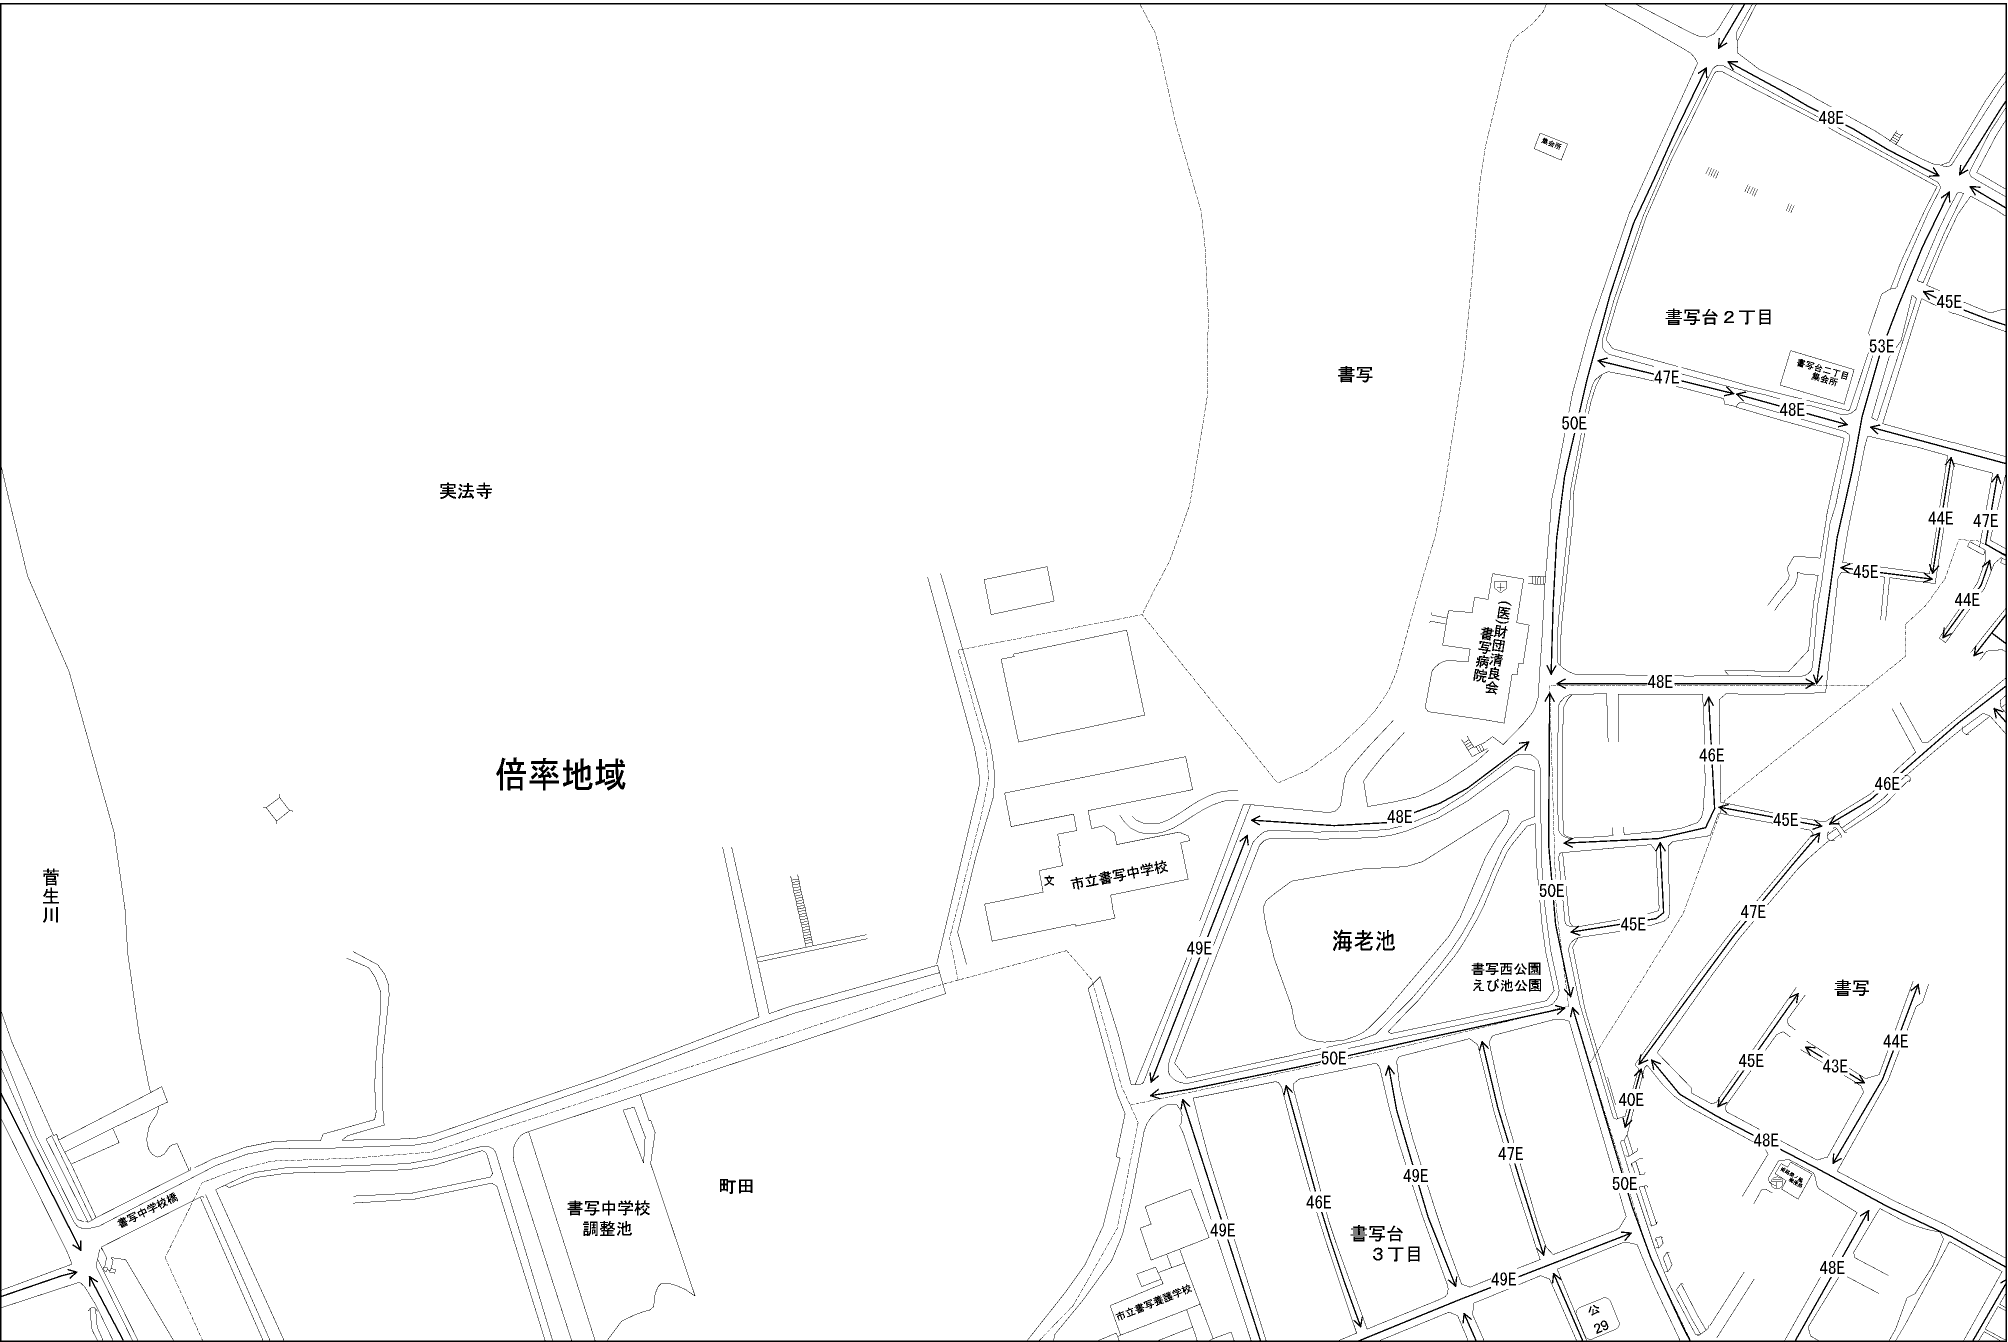 48E
集会所
45E
書写台２丁目
53E
書写台二丁目
集会所
書写
47E
48E
50E
実法寺
44E
47E
45E
44E
(医)財団清良会
書写病院
48E
46E
倍率地域
46E
48E
45E
市立書写中学校
文
菅生川
50E
47E
45E
海老池
49E
書写西公園
えび池公園
書写
44E
50E
45E
43E
40E
48E
47E
49E
町田
50E
46E
書写中学校
調整池
書写中学校橋
49E
書写台
３丁目
48E
49E
市立書写養護学校
公
29